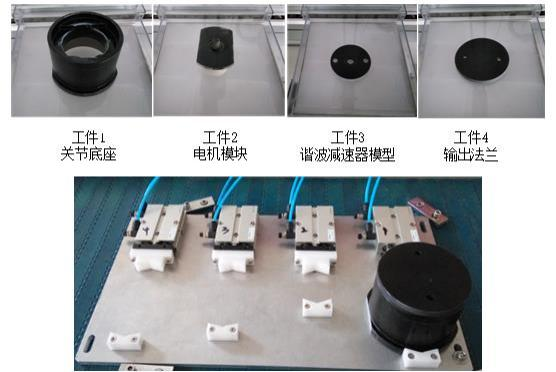 工件1
关节底座
工件2
电机模块
工件3
谐波减速器模型
工件4
输出法兰